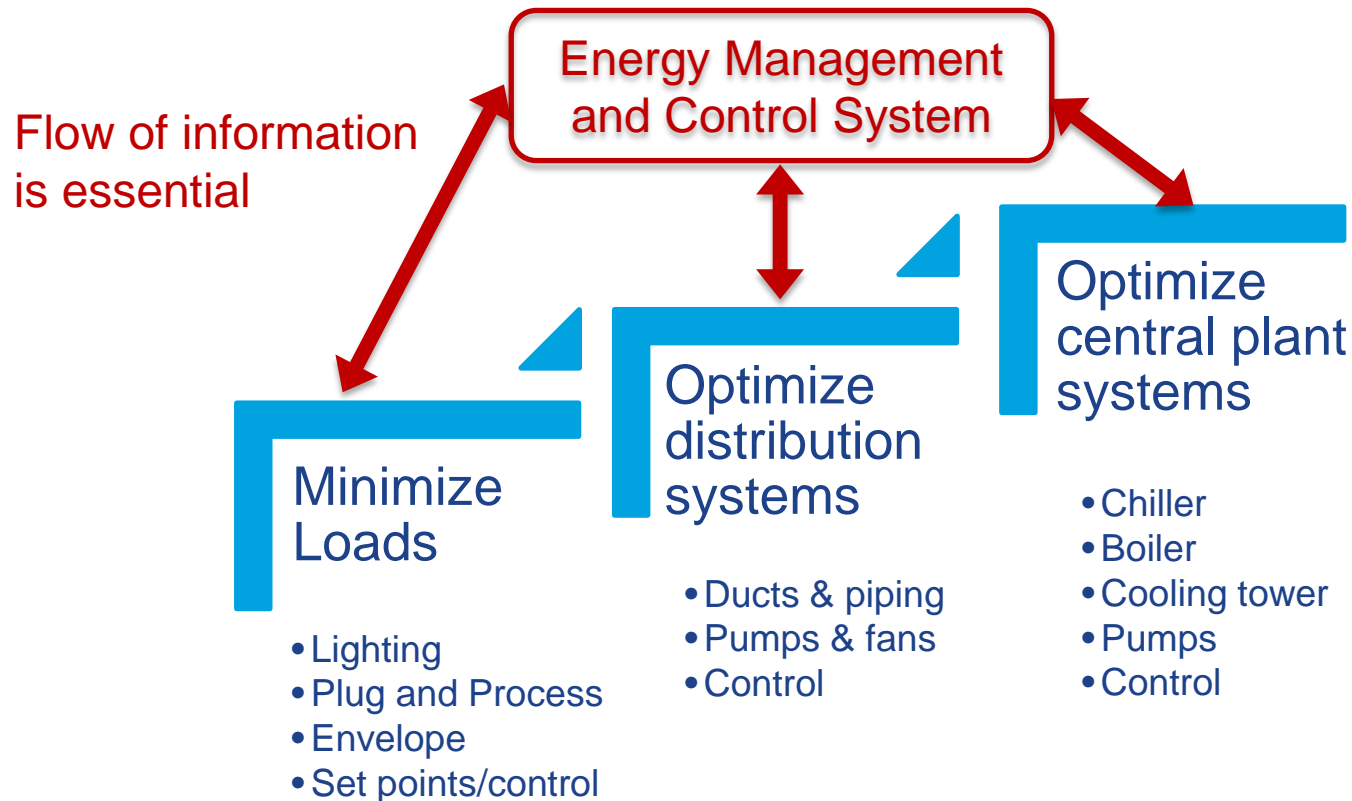 Energy Management
and Control System
Flow of information
is essential
Minimize
Loads
• Lighting
• Plug and Process
• Envelope
• Set points/control
Optimize
distribution
systems
• Ducts & piping
• Pumps & fans
• Control
Optimize
central plant
systems
• Chiller
• Boiler
• Cooling tower
• Pumps
• Control